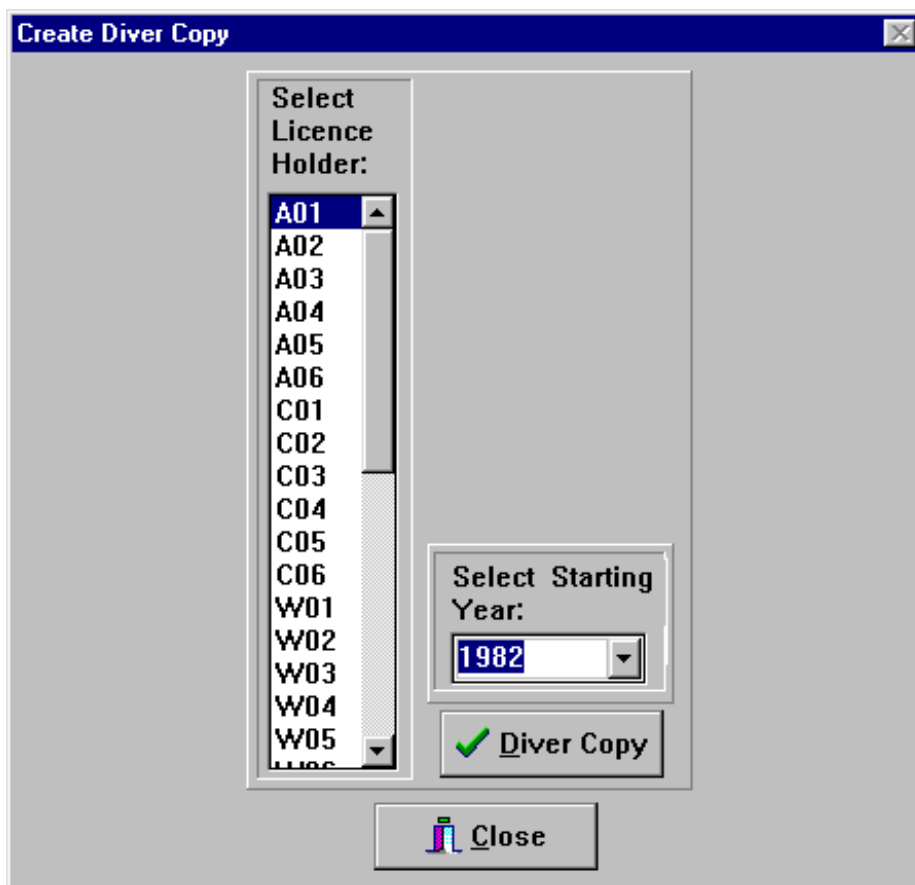 Create Diver Copy
Select
Licence
Holder:
A01
A02
A03
A04
A05
A06
C01
C02
C03
C04
C05
C06
W01
W02
W03
W04
W05
Select Starting
Year:
1982
Diver Copy
Close